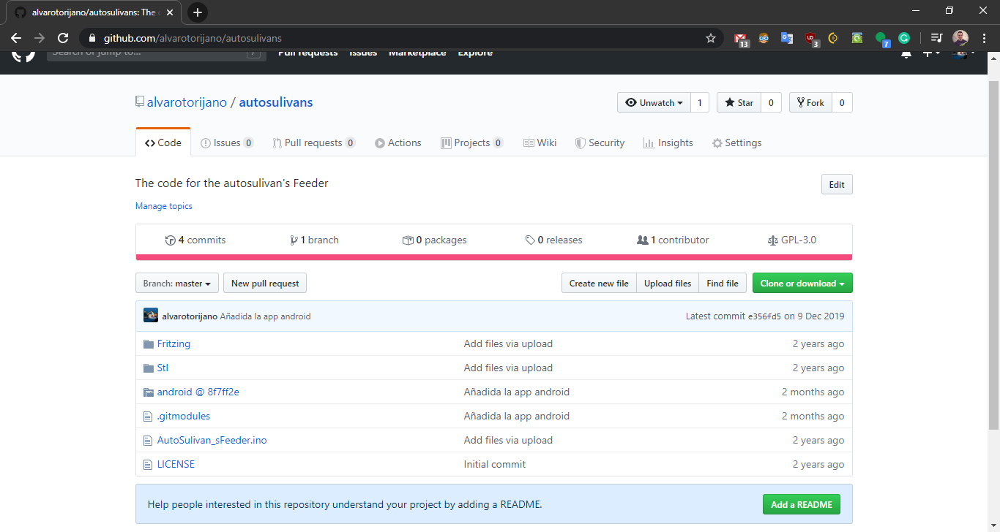 alvarotorijano/autosulivans: The
github.com/alvarotorijano/autosulivans
13
3
7
Search or jump to...
/
Pull requests
Issues
Marketplace
Explore
alvarotorijano / autosulivans
Unwatch 1
Star 0
Fork 0
Code
Issues 0
Pull requests 0
Actions
Projects 0
Wiki
Security
Insights
Settings
The code for the autosulivan's Feeder
Edit
Manage topics
4 commits
1 branch
0 packages
0 releases
1 contributor
GPL-3.0
Branch: master
New pull request
Create new file
Upload files
Find file
Clone or download
alvarotorijano Añadida la app android
Latest commit e356fd5 on 9 Dec 2019
Fritzing
Add files via upload
2 years ago
Stl
Add files via upload
2 years ago
android @ 8f7ff2e
Añadida la app android
2 months ago
.gitmodules
Añadida la app android
2 months ago
AutoSulivan_sFeeder.ino
Add files via upload
2 years ago
LICENSE
Initial commit
2 years ago
Help people interested in this repository understand your project by adding a README.
Add a README